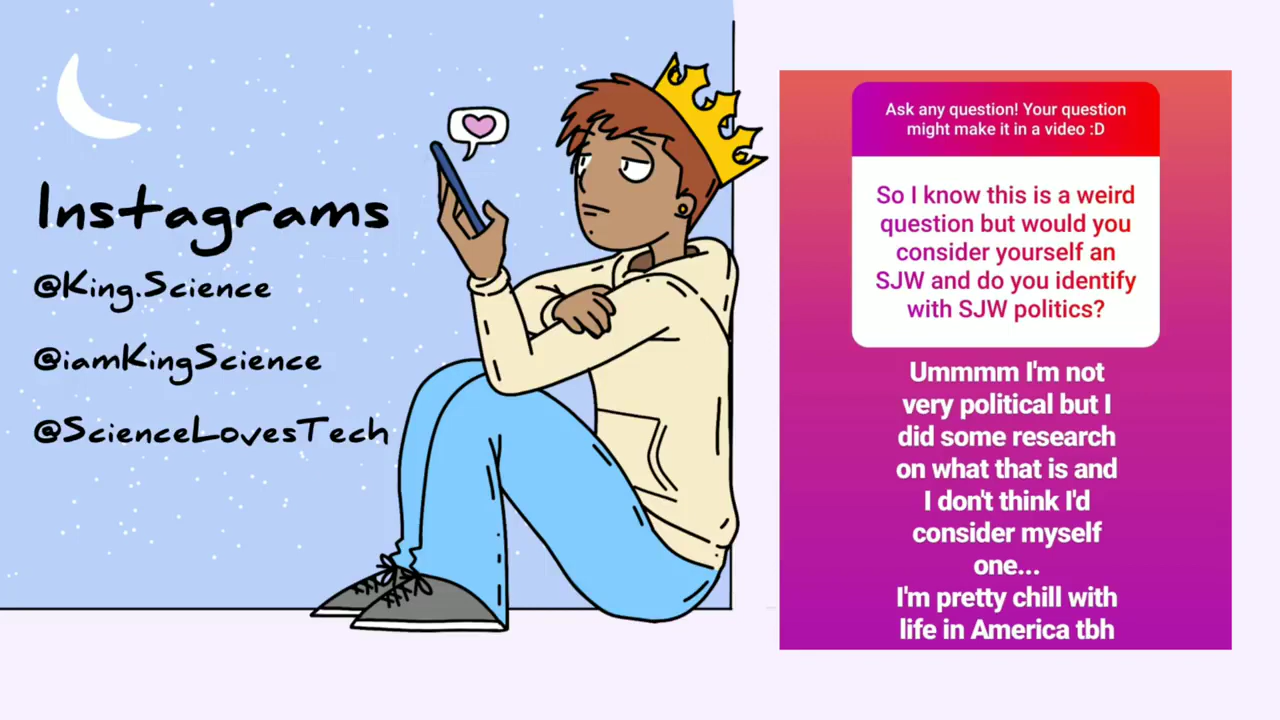 Instagrams
@King.Science
@iamKingScience
@ScienceLovesTech
Ask any question! Your question
might make it in a video :D
So I know this is a weird
question but would you
consider yourself an
SJW and do you identify
with SJW politics?
Ummmm I'm not
very political but I
did some research
on what that is and
I don't think I'd
consider myself
one...
I'm pretty chill with
life in America tbh